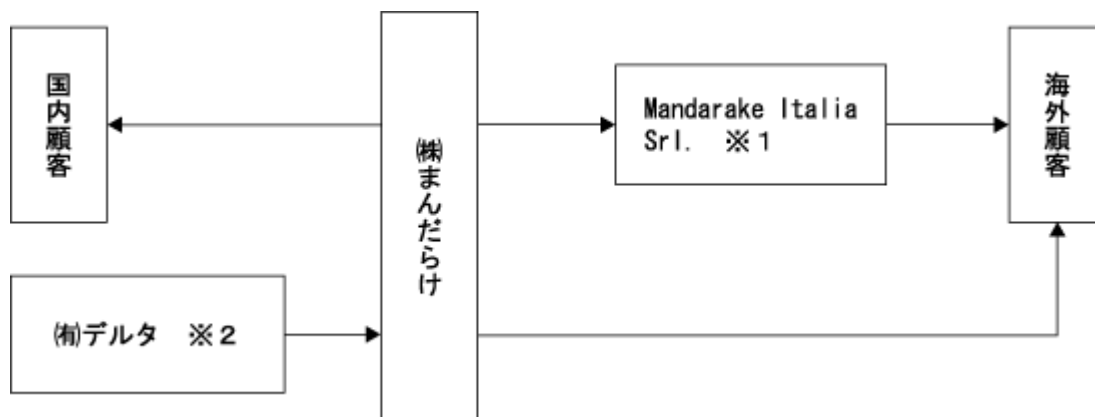 国内顧客
㈱まんだらけ
Mandarake Italia
Srl. ※1
海外顧客
㈲デルタ ※2